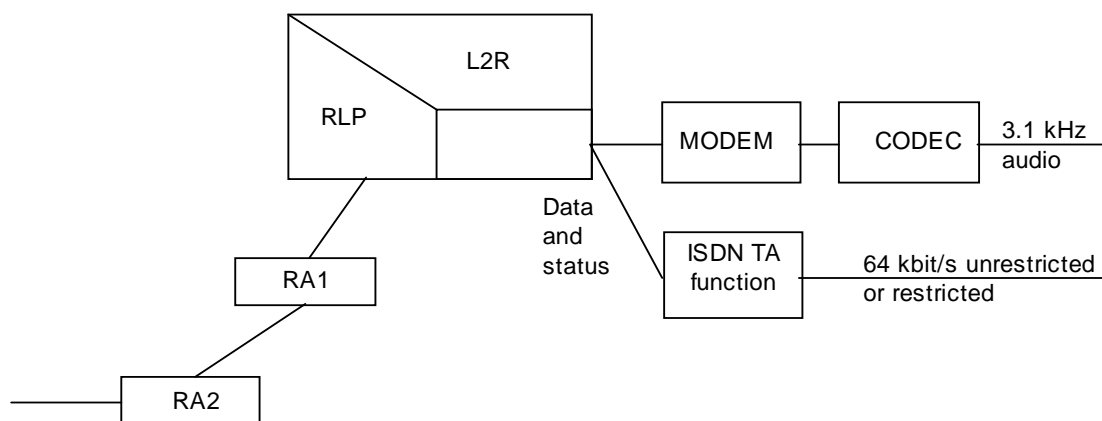 L2R
RLP
MODEM
CODEC
3.1 kHz
audio
Data
and
status
ISDN TA
function
64 kbit/s unrestricted
or restricted
RA1
RA2